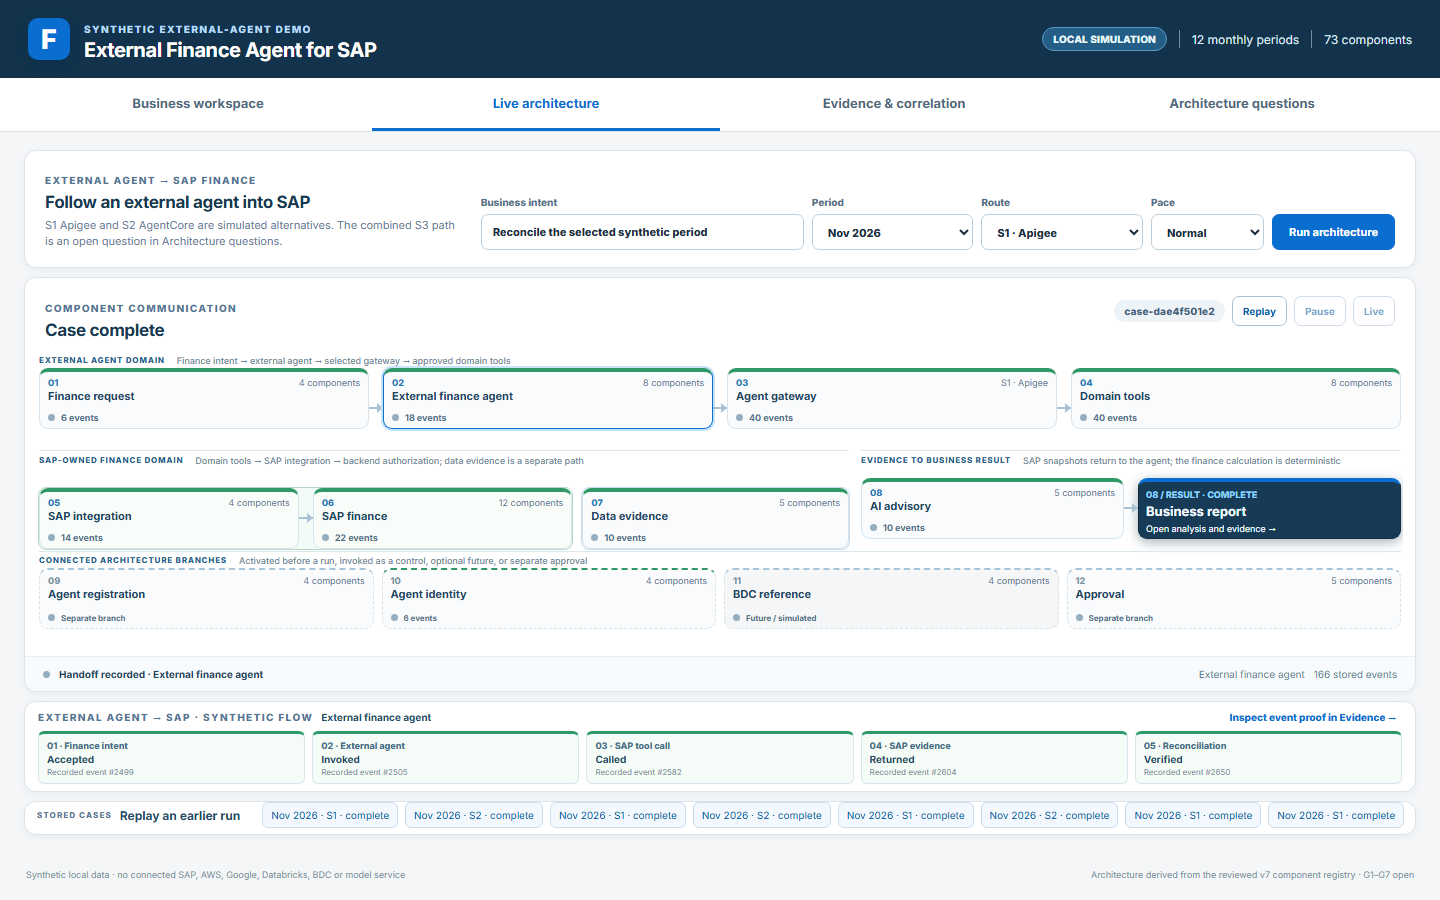 F
SYNTHETIC EXTERNAL-AGENT DEMO
External Finance Agent for SAP
LOCAL SIMULATION
12 monthly periods
73 components
Business workspace
Live architecture
Evidence & correlation
Architecture questions
EXTERNAL AGENT → SAP FINANCE
Follow an external agent into SAP
S1 Apigee and S2 AgentCore are simulated alternatives. The combined S3 path
is an open question in Architecture questions.
Business intent
Reconcile the selected synthetic period
Period
Nov 2026
Route
S1 · Apigee
Pace
Normal
Run architecture
COMPONENT COMMUNICATION
Case complete
case-dae4f501e2
Replay
Pause
Live
EXTERNAL AGENT DOMAIN Finance intent → external agent → selected gateway → approved domain tools
01 4 components
Finance request
6 events
02 8 components
External finance agent
18 events
03 S1 · Apigee
Agent gateway
40 events
04 8 components
Domain tools
40 events
SAP-OWNED FINANCE DOMAIN Domain tools → SAP integration → backend authorization; data evidence is a separate path
05 4 components
SAP integration
14 events
06 12 components
SAP finance
22 events
07 5 components
Data evidence
10 events
EVIDENCE TO BUSINESS RESULT SAP snapshots return to the agent; the finance calculation is deterministic
08 5 components
AI advisory
10 events
08 / RESULT · COMPLETE
Business report
Open analysis and evidence →
CONNECTED ARCHITECTURE BRANCHES Activated before a run, invoked as a control, optional future, or separate approval
09 4 components
Agent registration
Separate branch
10 4 components
Agent identity
6 events
11 4 components
BDC reference
Future / simulated
12 5 components
Approval
Separate branch
Handoff recorded · External finance agent
External finance agent 166 stored events
EXTERNAL AGENT → SAP · SYNTHETIC FLOW External finance agent
Inspect event proof in Evidence →
01 · Finance intent
Accepted
Recorded event #2499
02 · External agent
Invoked
Recorded event #2505
03 · SAP tool call
Called
Recorded event #2582
04 · SAP evidence
Returned
Recorded event #2604
05 · Reconciliation
Verified
Recorded event #2650
STORED CASES Replay an earlier run
Nov 2026 · S1 · complete
Nov 2026 · S2 · complete
Nov 2026 · S1 · complete
Nov 2026 · S2 · complete
Nov 2026 · S1 · complete
Nov 2026 · S2 · complete
Nov 2026 · S1 · complete
Nov 2026 · S1 · complete
Synthetic local data · no connected SAP, AWS, Google, Databricks, BDC or model service
Architecture derived from the reviewed v7 component registry · G1–G7 open